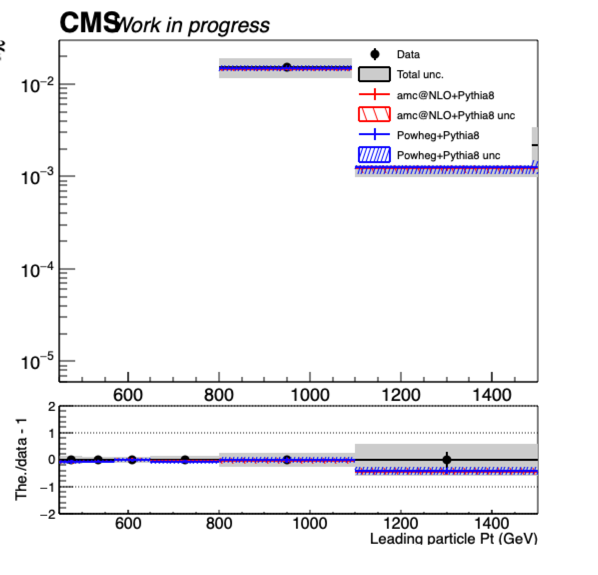 CMS Work in progress
Data
Total unc.
amc@NLO+Pythia8
amc@NLO+Pythia8 unc
Powheg+Pythia8
Powheg+Pythia8 unc
10−2
10−3
10−4
10−5
600 800 1000 1200 1400
The./data - 1
2
1
0
−1
−2
600 800 1000 1200 1400
Leading particle Pt (GeV)